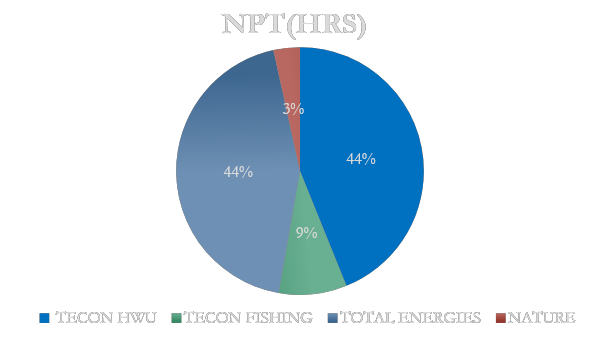 NPT(HRS)
3%
44%
44%
9%
TECON HWU TECON FISHING TOTAL ENERGIES NATURE